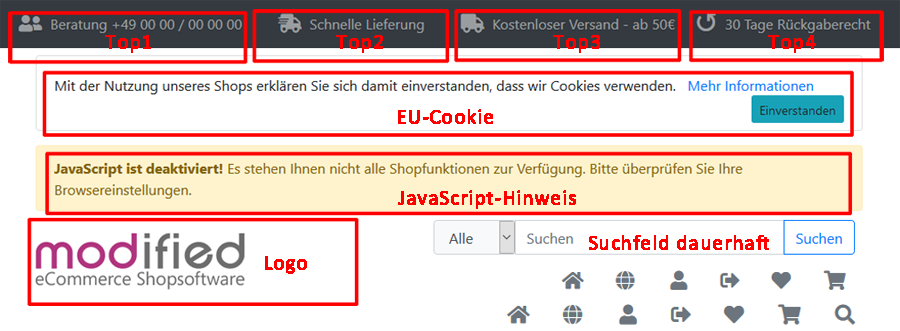 Beratung +49 00 00 / 00 00 00 Schnelle Lieferung Kostenloser Versand - ab 50€ 30 Tage Rückgaberecht
Top1 Top2 Top3 Top4
Mit der Nutzung unseres Shops erklären Sie sich damit einverstanden, dass wir Cookies verwenden. Mehr Informationen
Einverstanden
EU-Cookie
JavaScript ist deaktiviert! Es stehen Ihnen nicht alle Shopfunktionen zur Verfügung. Bitte überprüfen Sie Ihre
Browsereinstellungen.
JavaScript-Hinweis
modified
eCommerce Shopsoftware
Logo
Alle Suchen Suchfeld dauerhaft Suchen